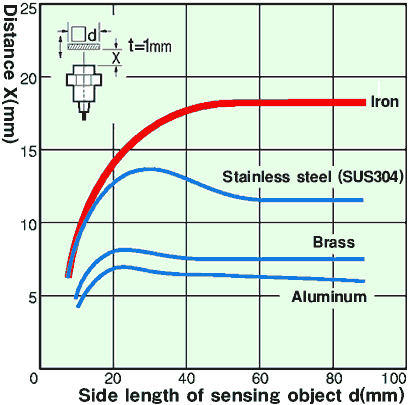 Distance X(mm)
25
20
15
10
5
0
d
t=1mm
X
Iron
Stainless steel (SUS304)
Brass
Aluminum
0 20 40 60 80 100
Side length of sensing object d(mm)